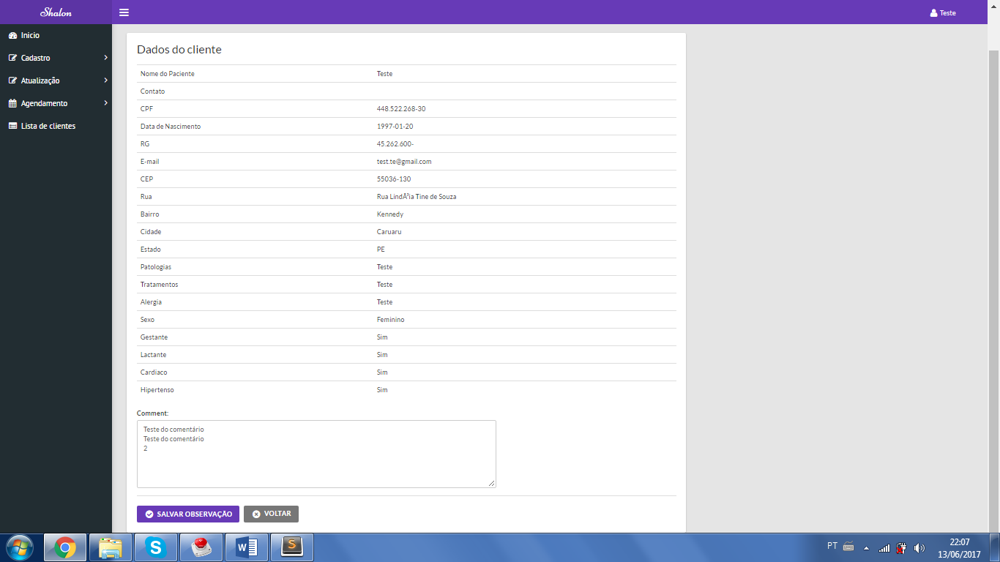 Shalon
Teste
Inicio
Cadastro
Atualização
Agendamento
Lista de clientes
Dados do cliente
Nome do Paciente Teste
Contato
CPF 448.522.268-30
Data de Nascimento 1997-01-20
RG 45.262.600-
E-mail test.te@gmail.com
CEP 55036-130
Rua Rua LindÃ³ia Tine de Souza
Bairro Kennedy
Cidade Caruaru
Estado PE
Patologias Teste
Tratamentos Teste
Alergia Teste
Sexo Feminino
Gestante Sim
Lactante Sim
Cardiaco Sim
Hipertenso Sim
Comment:
Teste do comentário
Teste do comentário
2
SALVAR OBSERVAÇÃO VOLTAR
PT
22:07
13/06/2017